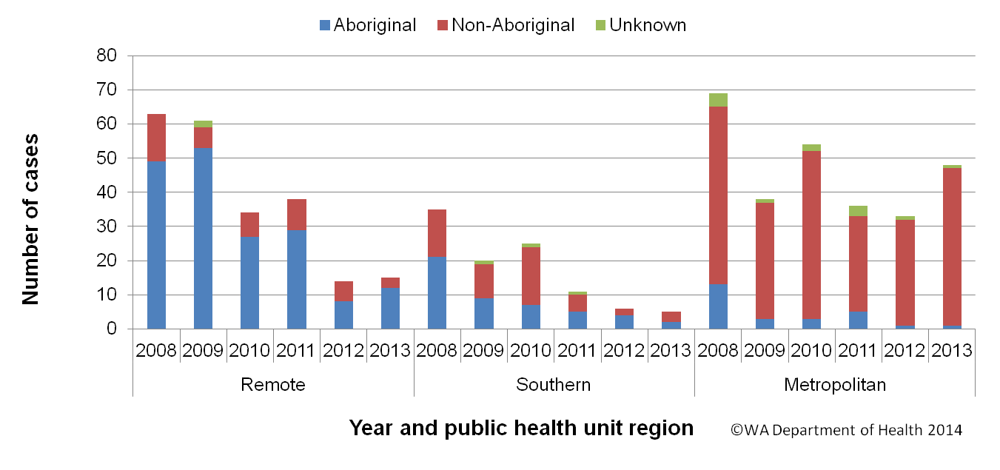 Aboriginal Non-Aboriginal Unknown
80
70
60
50
40
30
20
10
0
Number of cases
2008 2009 2010 2011 2012 2013 2008 2009 2010 2011 2012 2013 2008 2009 2010 2011 2012 2013
Remote Southern Metropolitan
Year and public health unit region
©WA Department of Health 2014